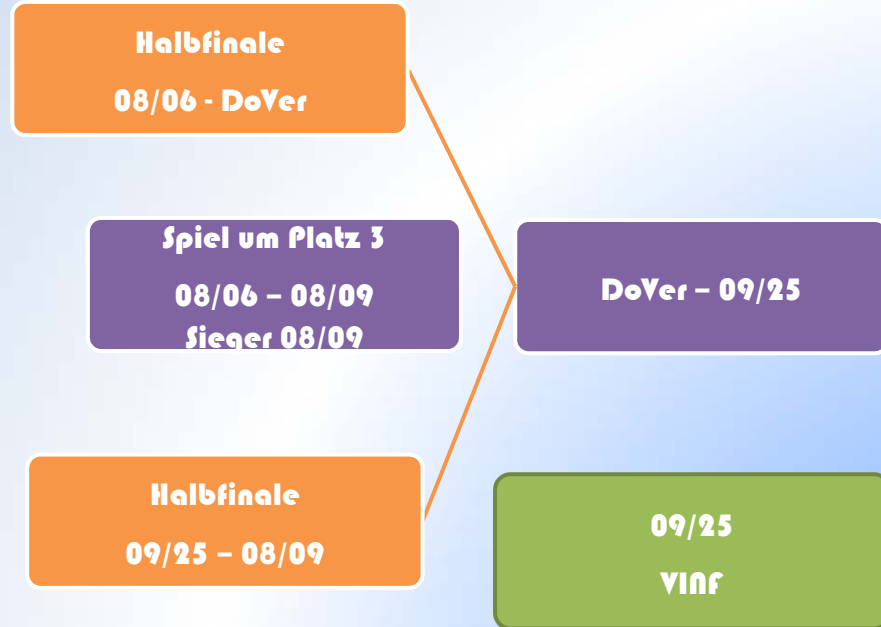 Halbfinale
08/06 - DoVer
Spiel um Platz 3
08/06 – 08/09
Sieger 08/09
DoVer – 09/25
Halbfinale
09/25 – 08/09
09/25
VINF